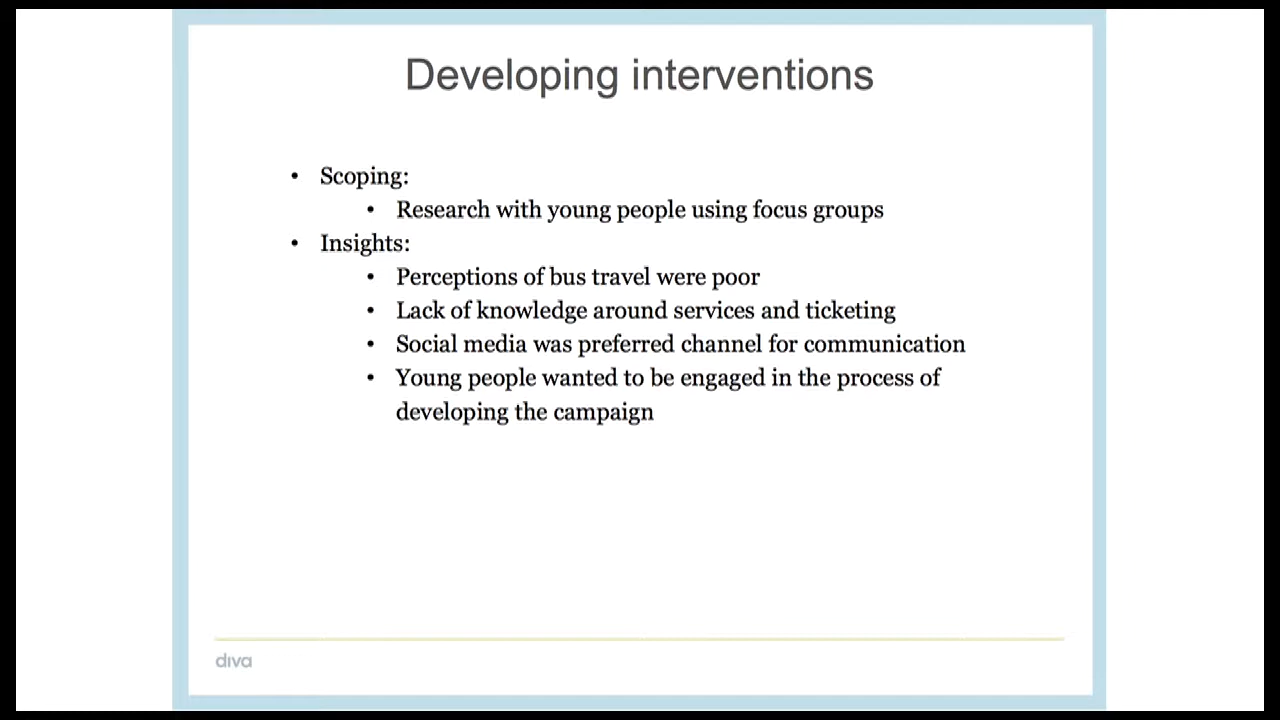 Developing interventions
• Scoping:
• Research with young people using focus groups
• Insights:
• Perceptions of bus travel were poor
• Lack of knowledge around services and ticketing
• Social media was preferred channel for communication
• Young people wanted to be engaged in the process of
developing the campaign
diva